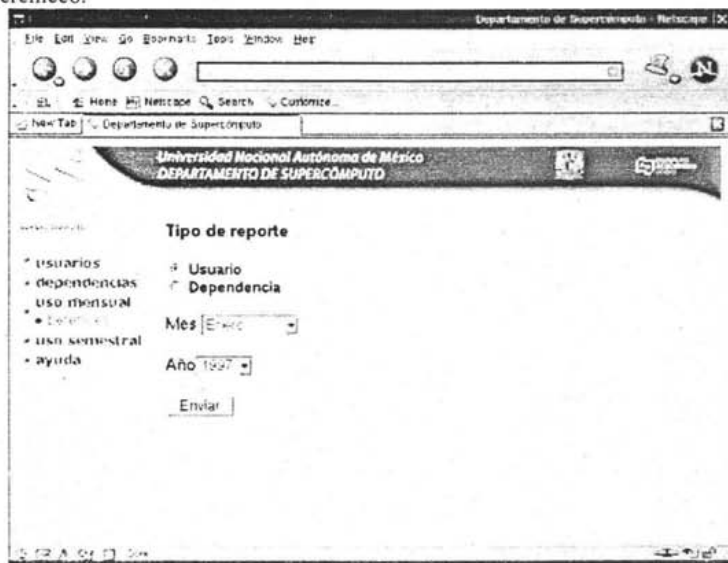 Departamento de Supercómputo - Netscape
File Edit View Go Bookmarks Tools Window Help
N
Home Netscape Search Customize...
New Tab Departamento de Supercómputo
Universidad Nacional Autónoma de México
DEPARTAMENTO DE SUPERCÓMPUTO
Tipo de reporte
usuarios
dependencias
uso mensual
uso semestral
ayuda
Usuario
Dependencia
Mes Enero
Año 1997
Enviar